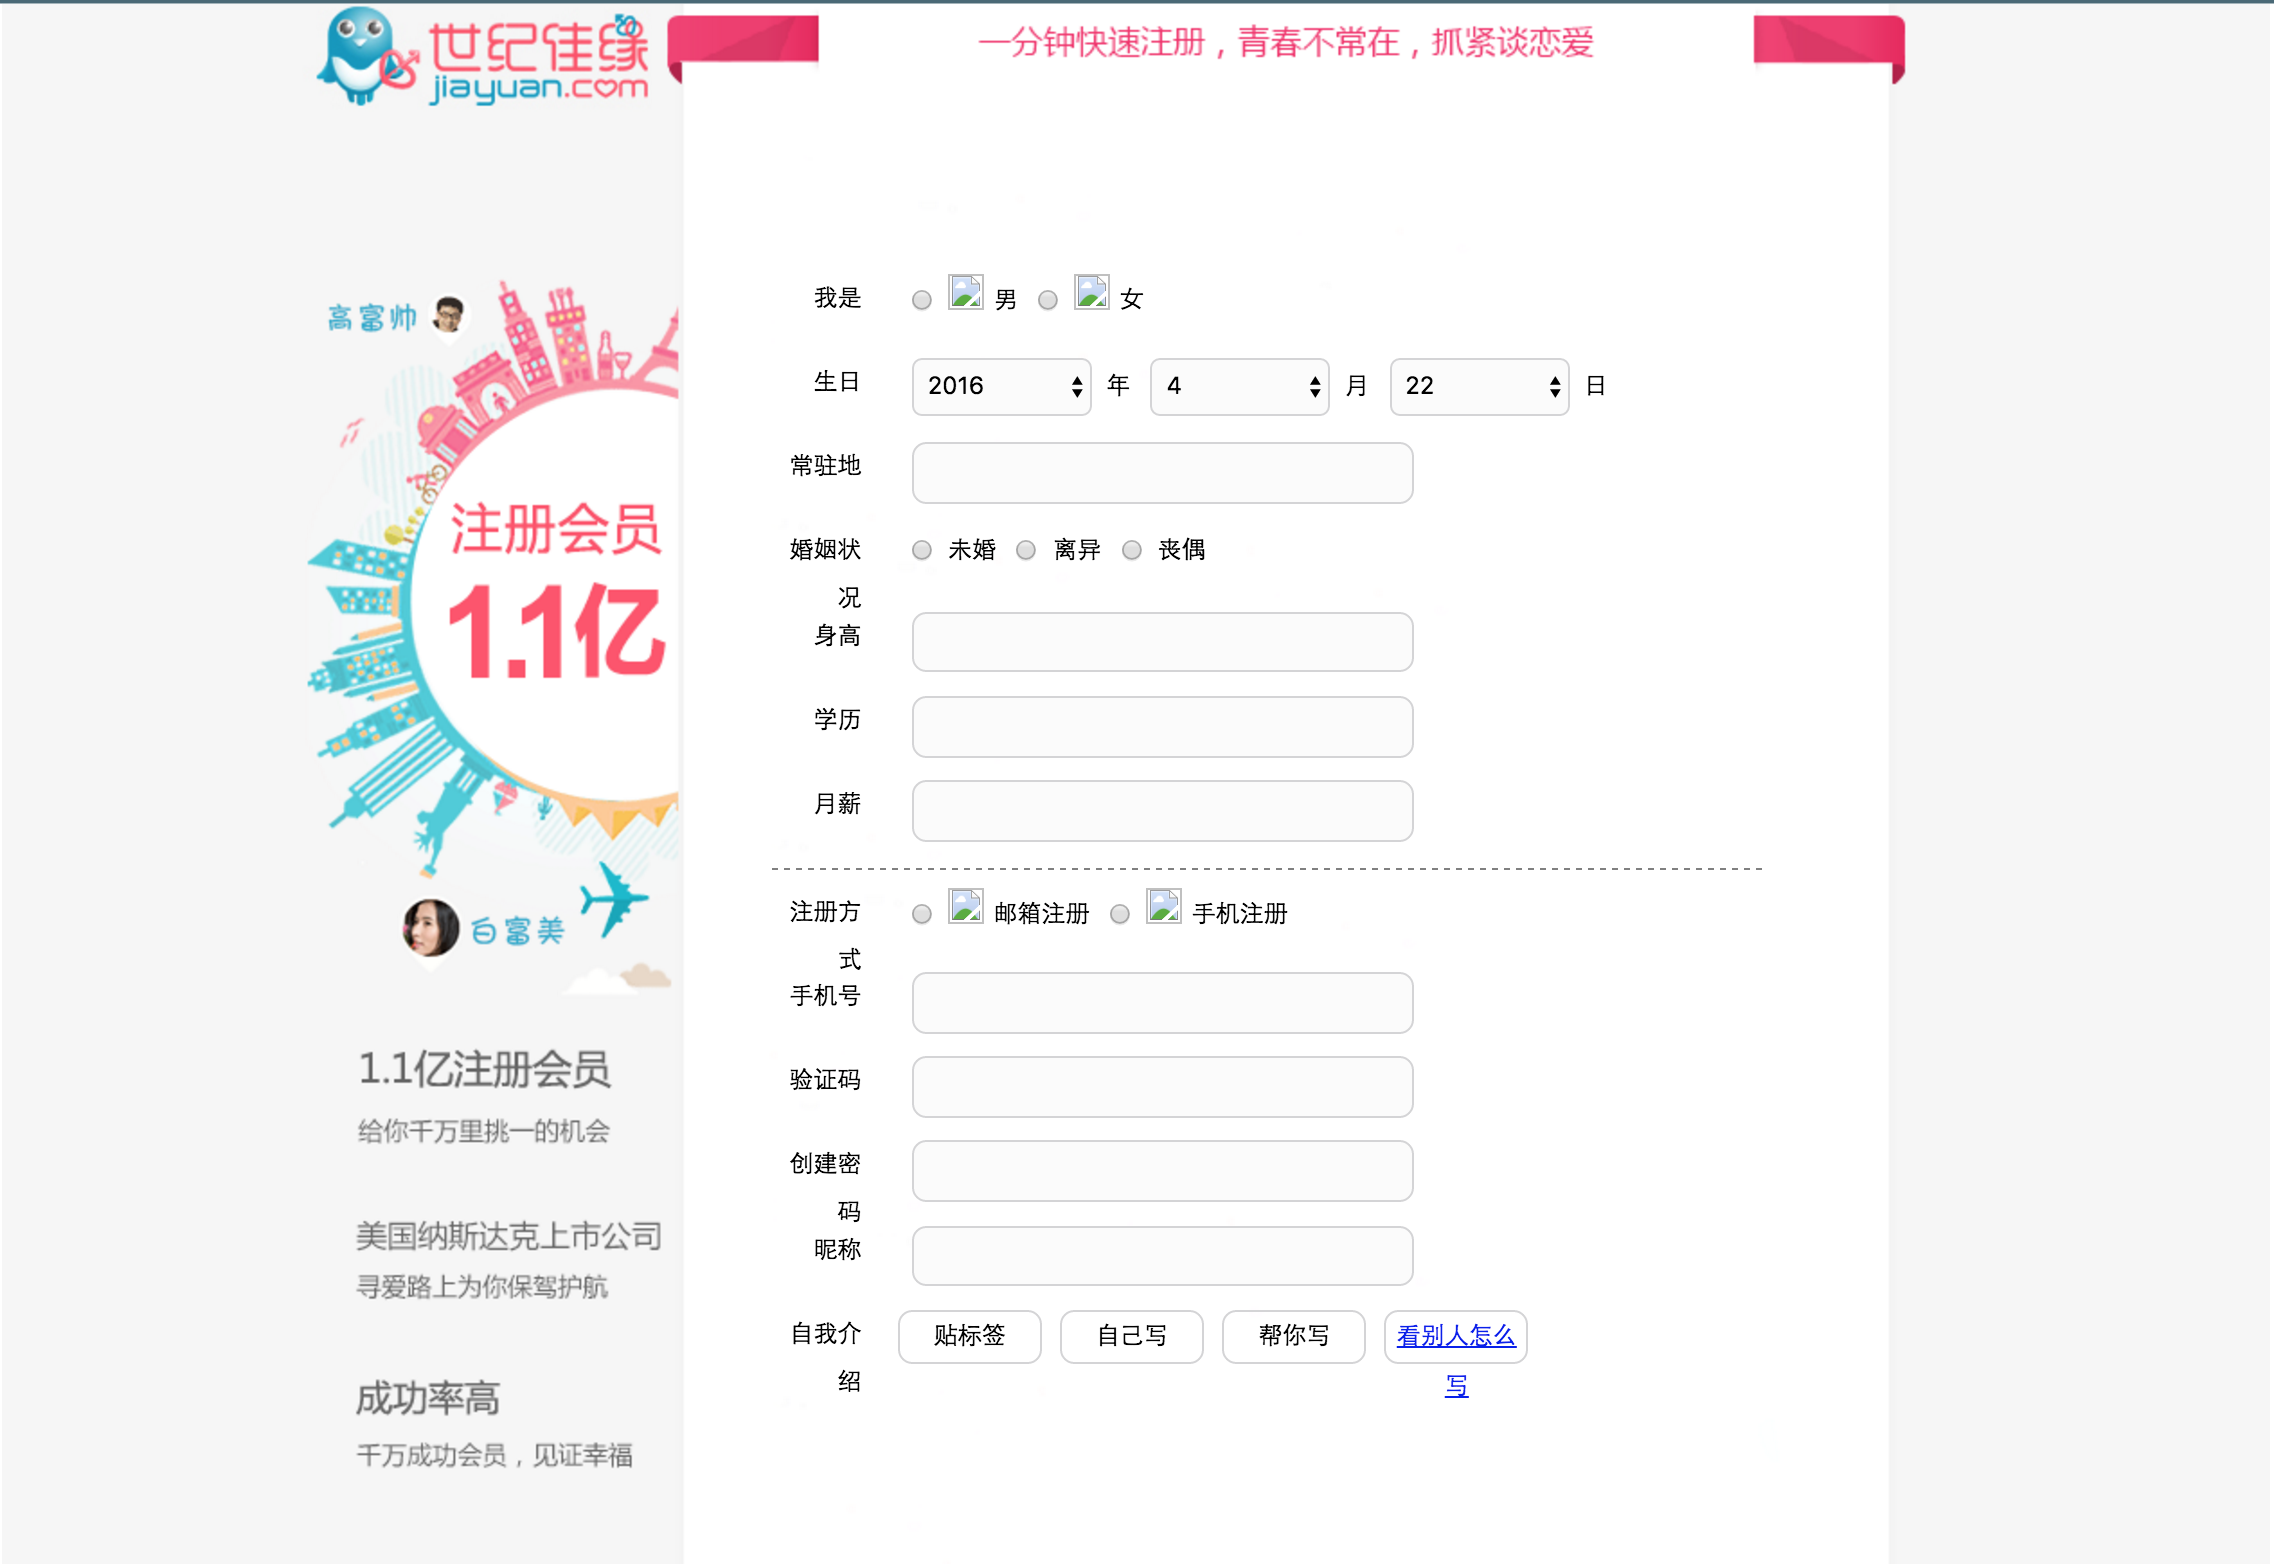 世纪佳缘
jiayuan.com
一分钟快速注册，青春不常在，抓紧谈恋爱
高富帅
注册会员
1.1亿
白富美
1.1亿注册会员
给你千万里挑一的机会
美国纳斯达克上市公司
寻爱路上为你保驾护航
成功率高
千万成功会员，见证幸福
我是 男 女
生日 2016 年 4 月 22 日
常驻地
婚姻状 未婚 离异 丧偶
况
身高
学历
月薪
注册方 邮箱注册 手机注册
式
手机号
验证码
创建密
码
昵称
自我介 贴标签 自己写 帮你写 看别人怎么
绍 写